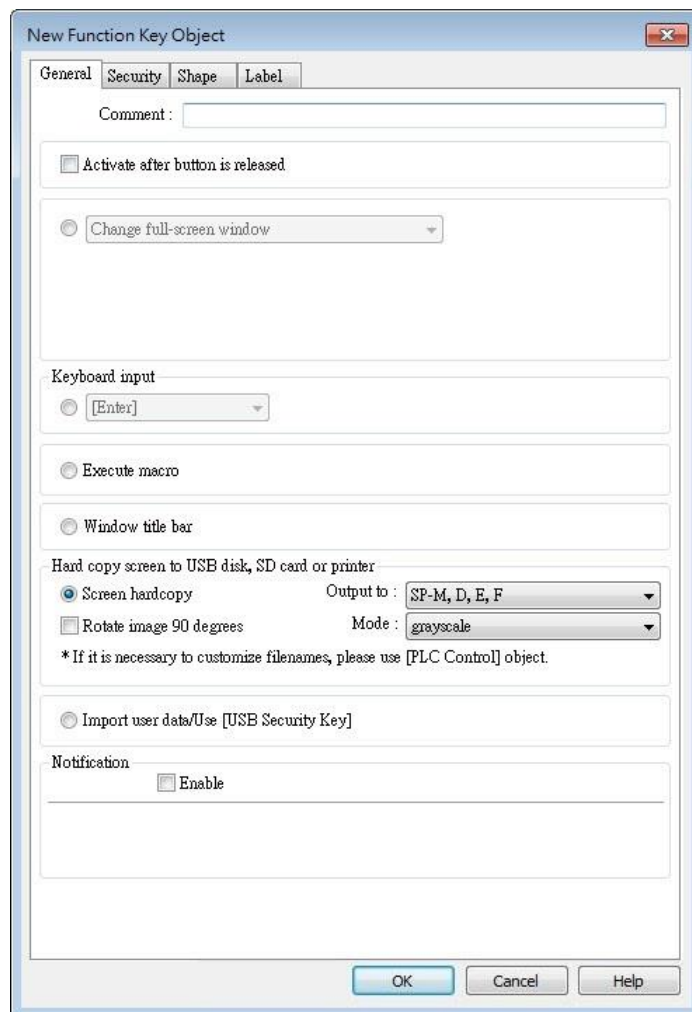 New Function Key Object
General Security Shape Label
Comment :
Activate after button is released
Change full-screen window
Keyboard input
[Enter]
Execute macro
Window title bar
Hard copy screen to USB disk, SD card or printer
Screen hardcopy Output to : SP-M, D, E, F
Rotate image 90 degrees Mode : grayscale
* If it is necessary to customize filenames, please use [PLC Control] object.
Import user data/Use [USB Security Key]
Notification
Enable
OK Cancel Help